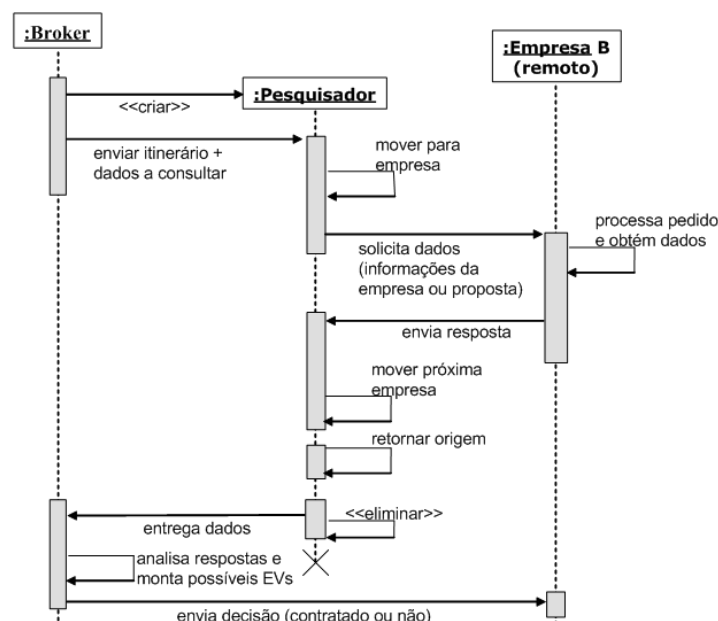 :Broker
:Empresa B
(remoto)
:Pesquisador
<<criar>>
enviar itinerário +
dados a consultar
mover para
empresa
processa pedido
e obtém dados
solicita dados
(informações da
empresa ou proposta)
envia resposta
mover próxima
empresa
retornar origem
<<eliminar>>
entrega dados
analisa respostas e
monta possíveis EVs
envia decisão (contratado ou não)